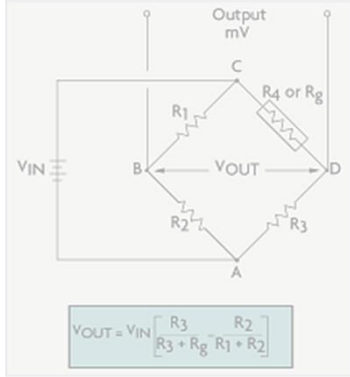 Output
mV
C
R4 or Rg
R1
VIN
B
VOUT
D
R2
R3
A
VOUT = VIN [ R3 / R3 + Rg - R2 / R1 + R2 ]